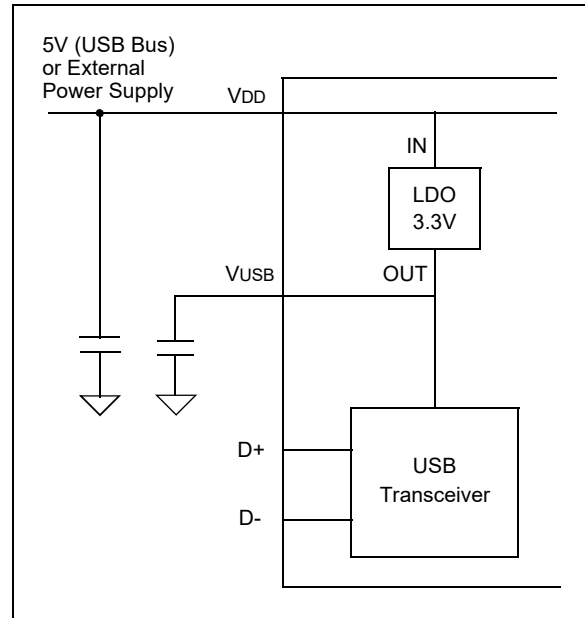 5V (USB Bus)
or External
Power Supply
VDD
IN
LDO
3.3V
VUSB
OUT
D+
USB
Transceiver
D-